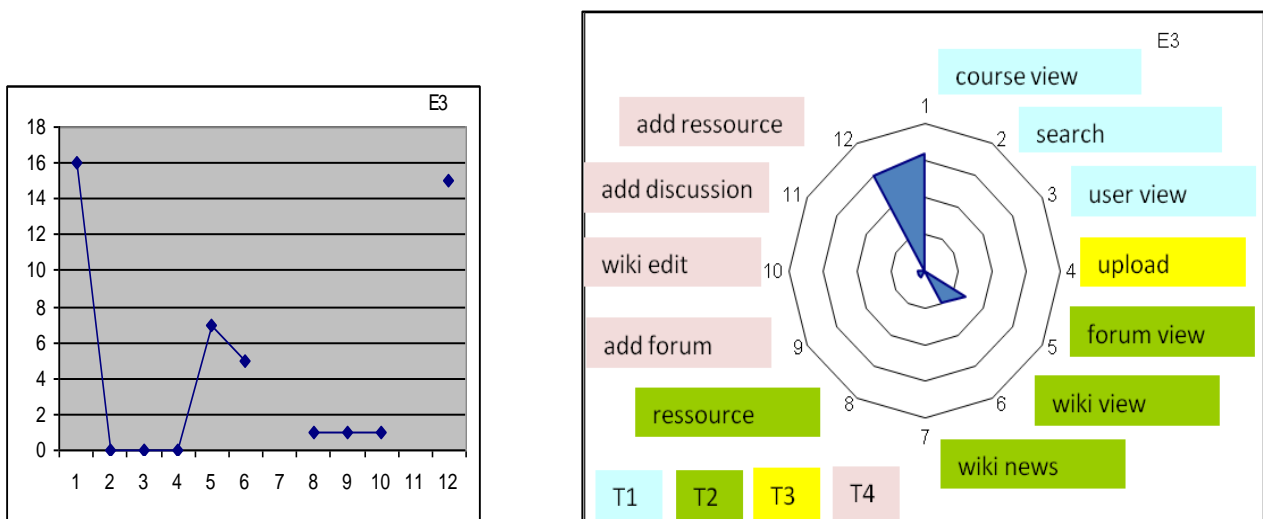 E3
18
16
14
12
10
8
6
4
2
0
1 2 3 4 5 6 7 8 9 10 11 12
E3
course view
search
user view
upload
forum view
wiki view
wiki news
ressource
add forum
wiki edit
add discussion
add ressource
1
2
3
4
5
6
7
8
9
10
11
12
T1 T2 T3 T4